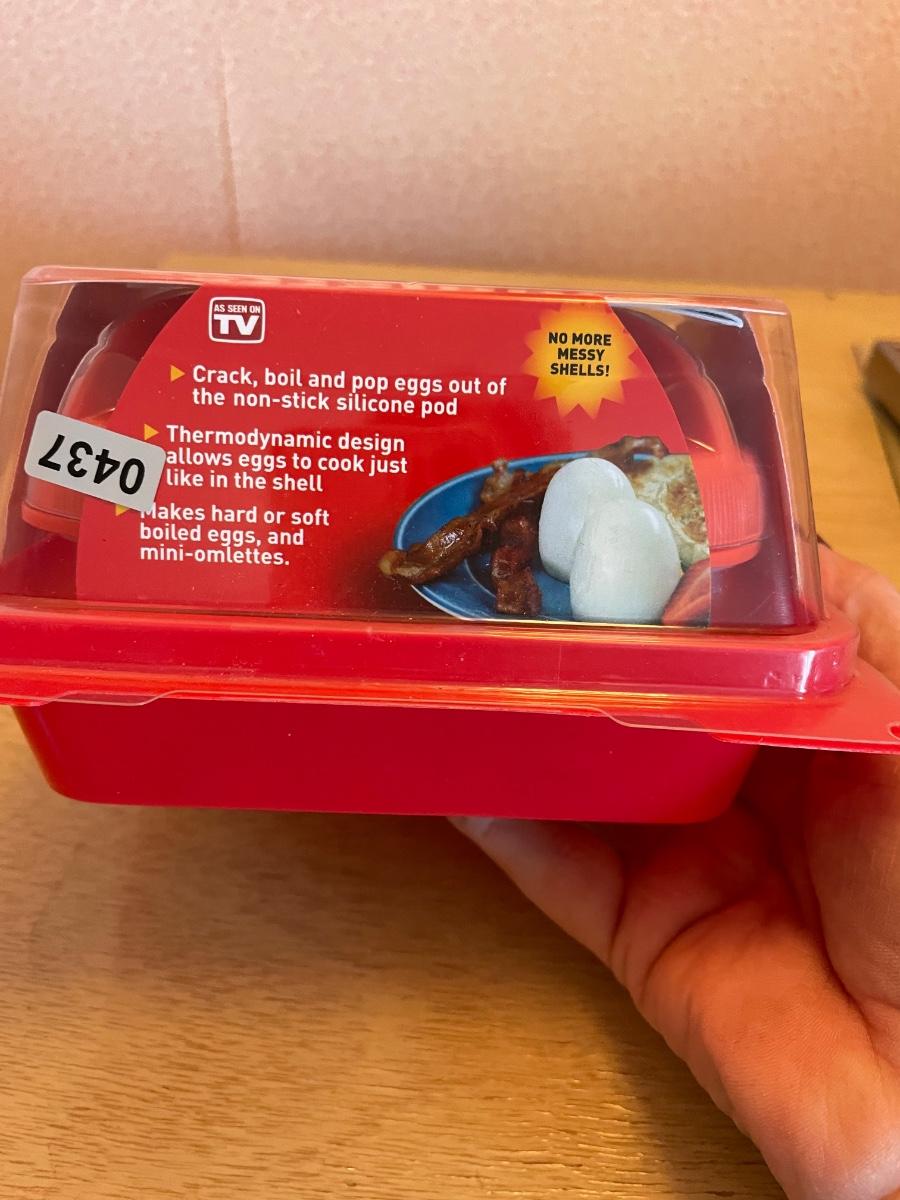 AS SEEN ON
TV
NO MORE
MESSY
SHELLS!
Crack, boil and pop eggs out of
the non-stick silicone pod
Thermodynamic design
allows eggs to cook just
like in the shell
Makes hard or soft
boiled eggs, and
mini-omlettes.
0437